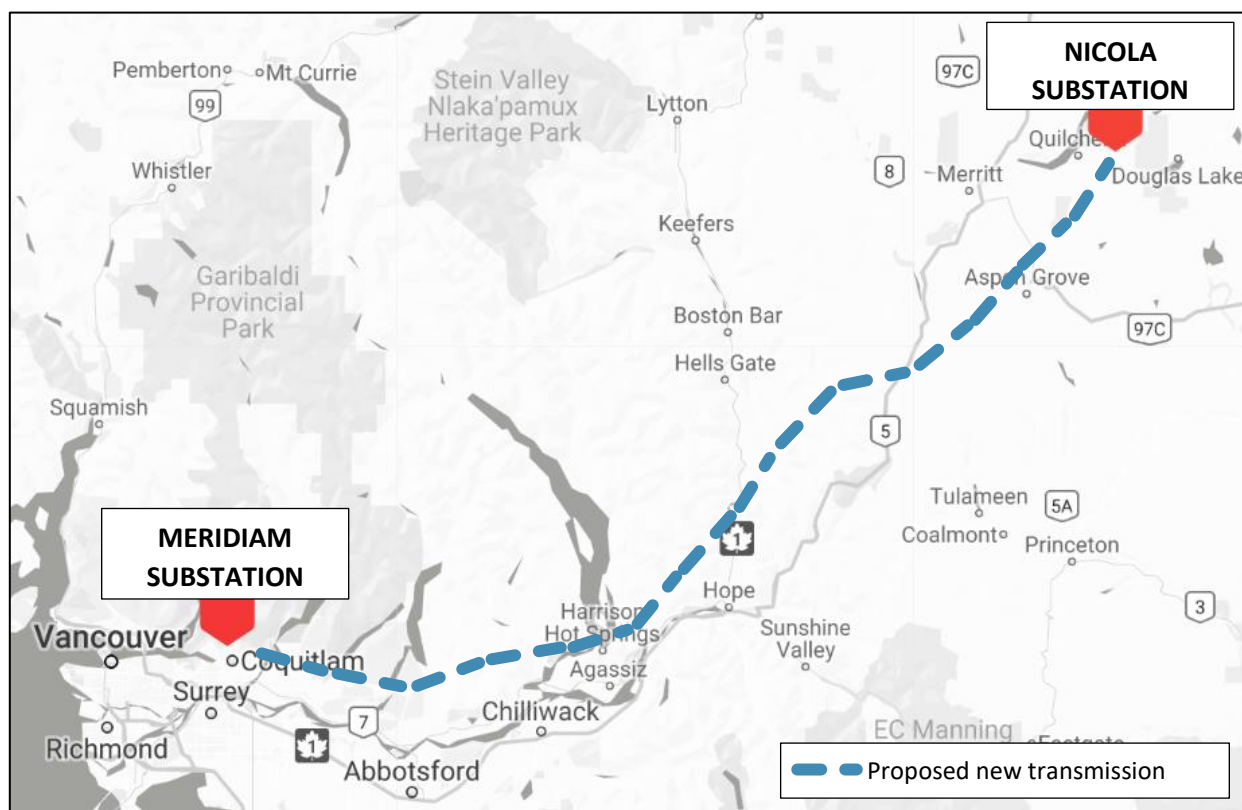 Pemberton
Mt Currie
99
Whistler
Stein Valley
Nlaka'pamux
Heritage Park
Lytton
97C
NICOLA
SUBSTATION
Merritt
8
Douglas Lake
Keefers
Garibaldi
Provincial
Park
Aspen Grove
Boston Bar
Hells Gate
97C
Squamish
5
Tulameen
5A
Coalmont
Princeton
MERIDIAM
SUBSTATION
1
Hope
3
Vancouver
Harrison
Hot Springs
Sunshine
Valley
Coquitlam
Agassiz
Surrey
7
Chilliwack
Richmond
1
EC Manning
Abbotsford
Proposed new transmission